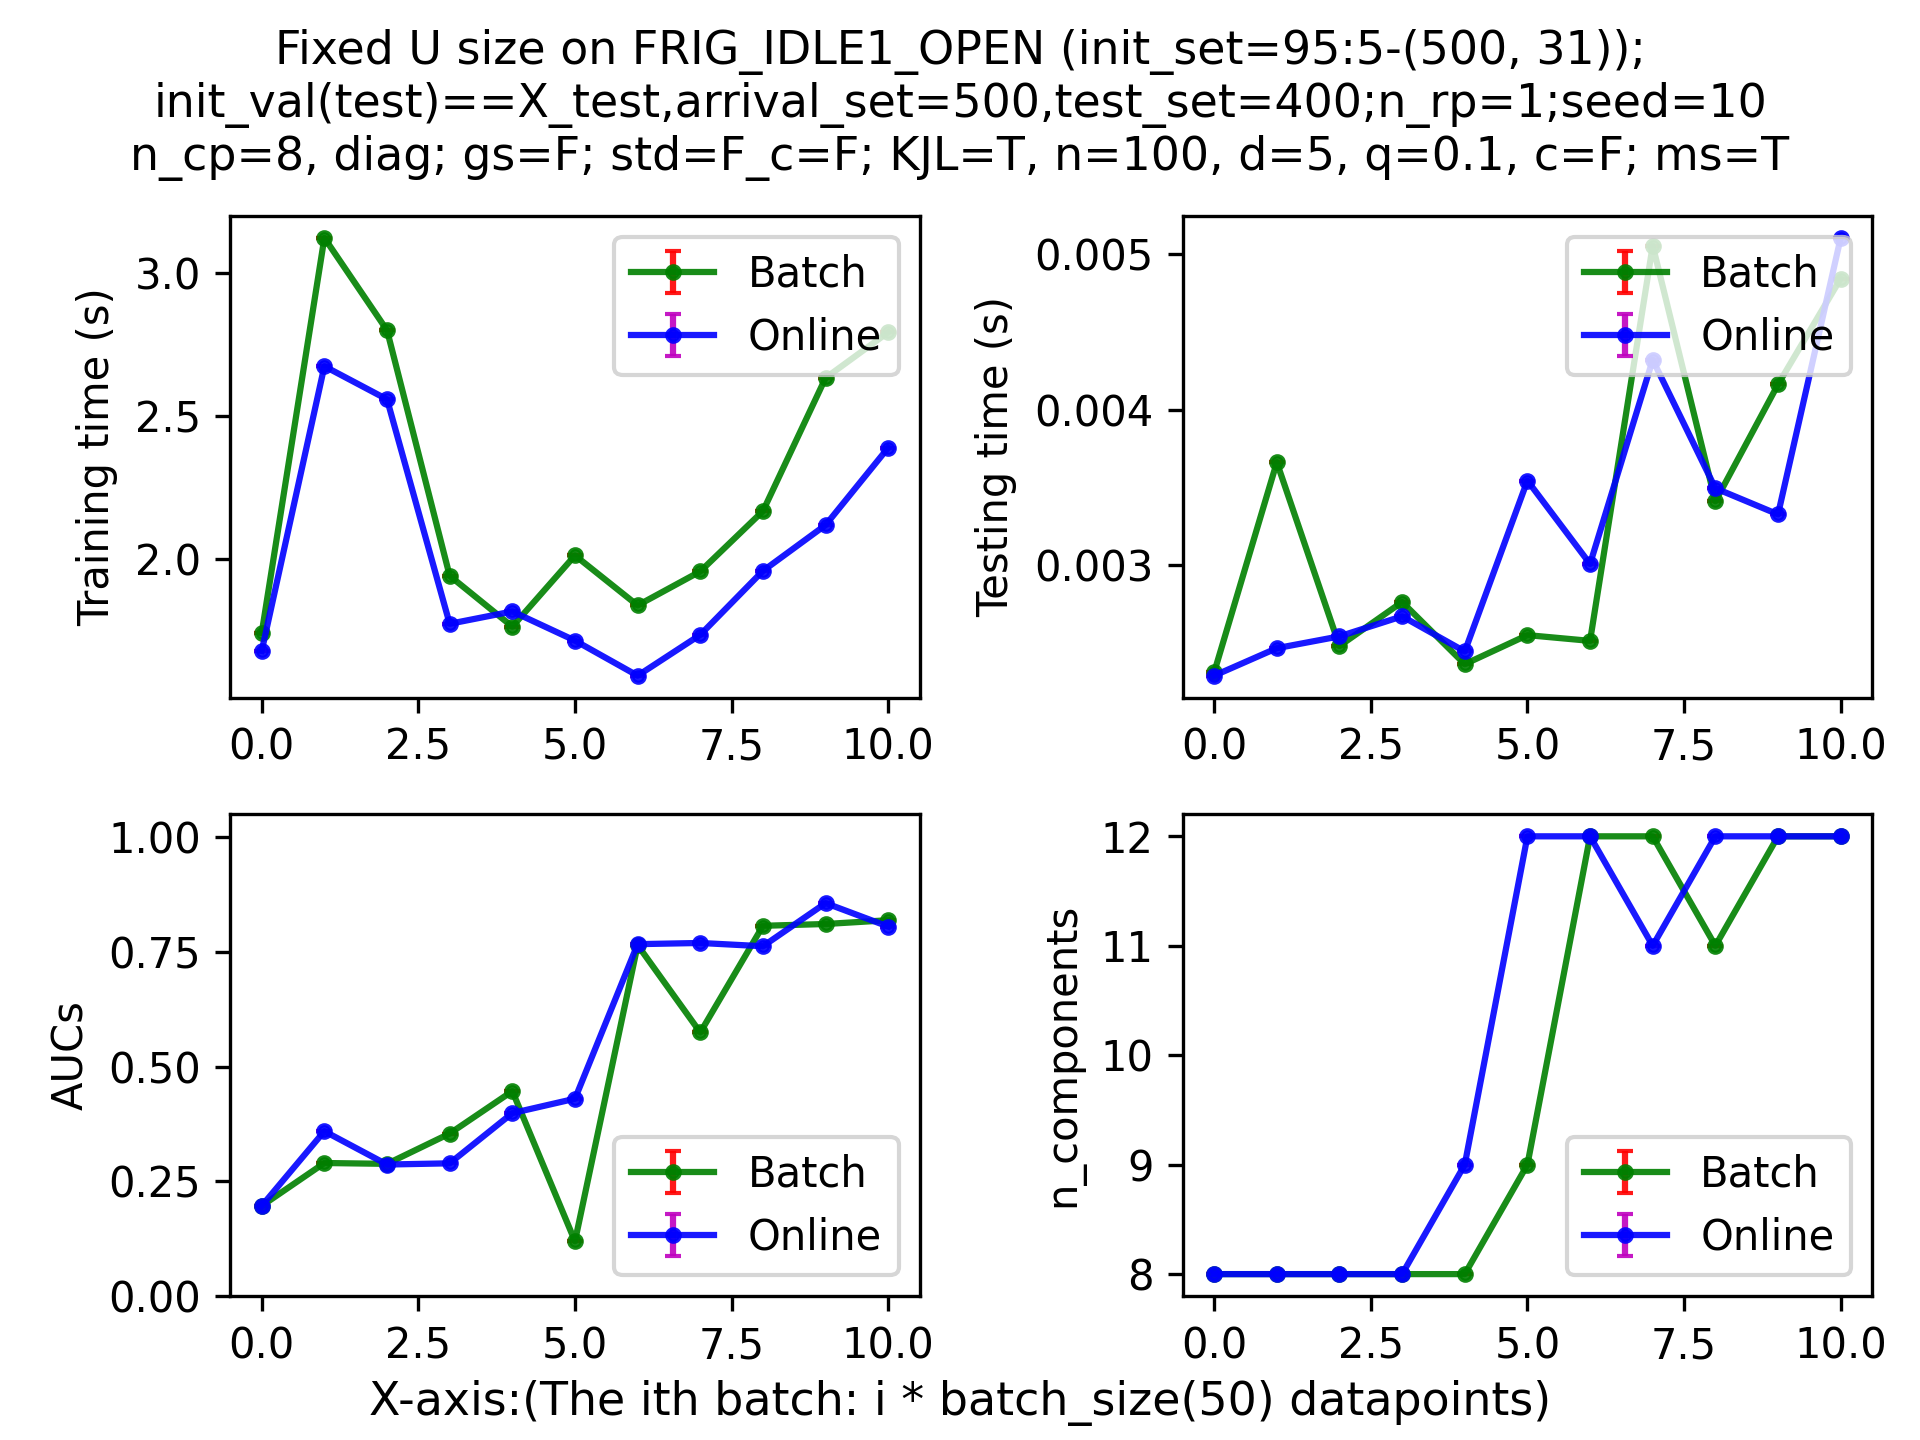 Fixed U size on FRIG_IDLE1_OPEN (init_set=95:5-(500, 31));
init_val(test)==X_test,arrival_set=500,test_set=400;n_rp=1;seed=10
n_cp=8, diag; gs=F; std=F_c=F; KJL=T, n=100, d=5, q=0.1, c=F; ms=T
Training time (s)
3.0
2.5
2.0
Batch
Online
0.0 2.5 5.0 7.5 10.0
Testing time (s)
0.005
0.004
0.003
Batch
Online
0.0 2.5 5.0 7.5 10.0
AUCs
1.00
0.75
0.50
0.25
0.00
Batch
Online
0.0 2.5 5.0 7.5 10.0
n_components
12
11
10
9
8
Batch
Online
0.0 2.5 5.0 7.5 10.0
X-axis:(The ith batch: i * batch_size(50) datapoints)